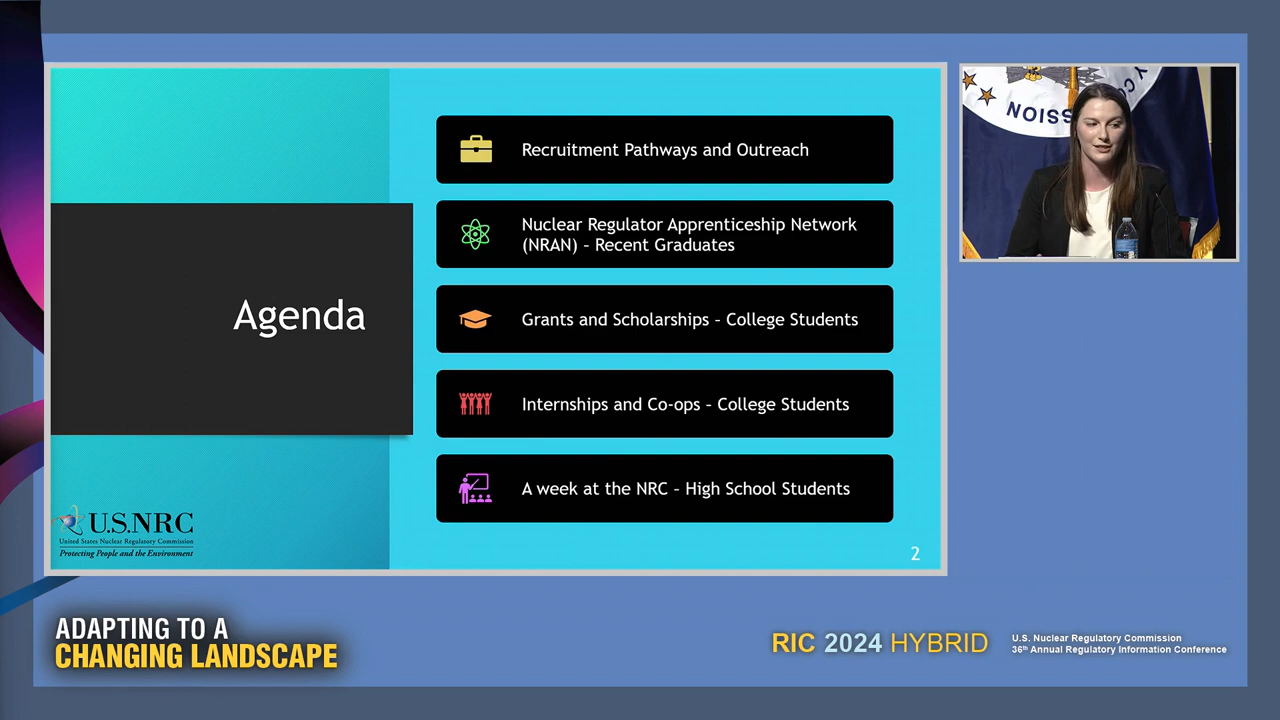 Agenda
Recruitment Pathways and Outreach
Nuclear Regulator Apprenticeship Network
(NRAN) – Recent Graduates
Grants and Scholarships – College Students
Internships and Co-ops – College Students
A week at the NRC – High School Students
U.S.NRC
United States Nuclear Regulatory Commission
Protecting People and the Environment
2
ADAPTING TO A
CHANGING LANDSCAPE
RIC 2024 HYBRID
U.S. Nuclear Regulatory Commission
36th Annual Regulatory Information Conference